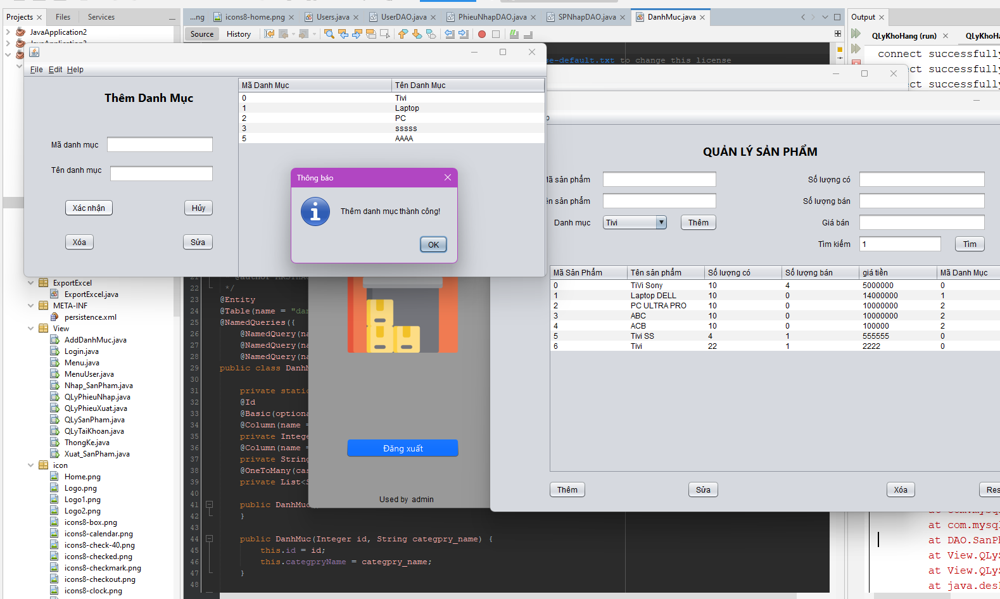 Projects
Files
Services
...ng
icons8-home.png
Users.java
UserDAO.java
PhieuNhapDAO.java
SPNhapDAO.java
DanhMuc.java
Output
JavaApplication2
Source
History
QLyKhoHang (run)
File Edit Help
Thêm Danh Mục
Mã danh mục
Tên danh mục
Xác nhận
Hủy
Xóa
Sửa
Mã Danh Mục
Tên Danh Mục
0 Tivi
1 Laptop
2 PC
3 sssss
5 AAAA
Thông báo
Thêm danh mục thành công!
OK
e-default.txt to change this license
connect successfully
ct successfully
ct successfully
QUẢN LÝ SẢN PHẨM
ã sản phẩm
ên sản phẩm
Danh mục
Tivi
Thêm
Số lượng có
Số lượng bán
Giá bán
Tìm kiếm
1
Tìm
Mã Sản Phẩm Tên sản phẩm Số lượng có Số lượng bán giá tiền Mã Danh Mục
0 TiVi Sony 10 4 5000000 0
1 Laptop DELL 10 0 14000000 1
2 PC ULTRA PRO 10 0 10000000 2
3 ABC 10 0 10000000 2
4 ACB 10 0 100000 2
5 Tivi SS 4 1 555555 0
6 Tivi 22 1 2222 0
Thêm
Sửa
Xóa
Res
Đăng xuất
Used by admin
ExportExcel
ExportExcel.java
META-INF
persistence.xml
View
AddDanhMuc.java
Login.java
Menu.java
MenuUser.java
Nhap_SanPham.java
QLyPhieuNhap.java
QLyPhieuXuat.java
QLySanPham.java
QLyTaiKhoan.java
ThongKe.java
Xuat_SanPham.java
icon
Home.png
Logo.png
Logo1.png
Logo2.png
icons8-box.png
icons8-calendar.png
icons8-check-40.png
icons8-checked.png
icons8-checkmark.png
icons8-checkout.png
icons8-clock.png
22 */
23 @Entity
24 @Table(name = "dan
25 @NamedQueries({
26 @NamedQuery(na
27 @NamedQuery(na
28 @NamedQuery(na
29 public class DanhM
30
31 private static
32 @Id
33 @Basic(optiona
34 @Column(name =
35 private Intege
36 @Column(name =
37 private String
38 @OneToMany(cas
39 private List<S
40
41 public DanhMuc
42 }
43
44 public DanhMuc(Integer id, String categpry_name) {
45 this.id = id;
46 this.categpryName = categpry_name;
47 }
48
at com.mysql
at DAO.SanPh
at View.QLyS
at View.QLyS
at java.desk